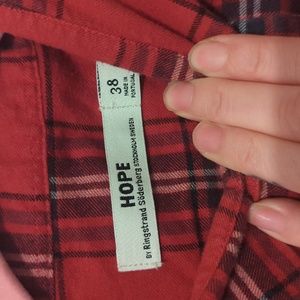 38
MADE IN
PORTUGAL
HOPE
BY Ringstrand Söderberg STOCKHOLM SWEDEN